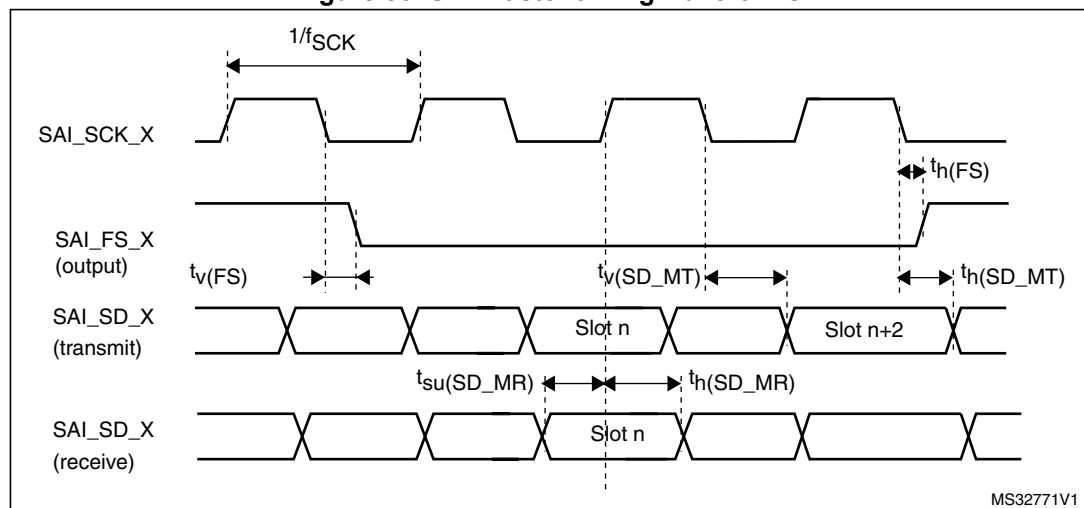 1/fSCK
SAI_SCK_X
th(FS)
SAI_FS_X
(output)
tv(FS)
tv(SD_MT)
th(SD_MT)
SAI_SD_X
(transmit)
Slot n
Slot n+2
tsu(SD_MR)
th(SD_MR)
SAI_SD_X
(receive)
Slot n
MS32771V1